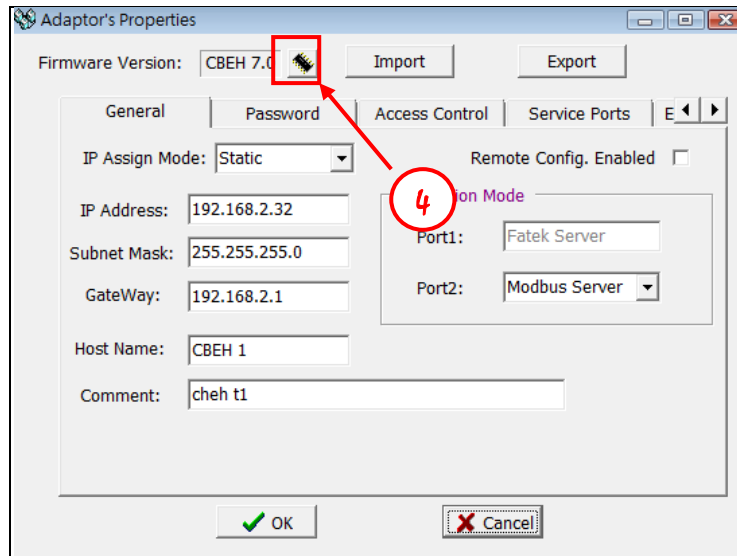 Adaptor's Properties
Firmware Version: CBEH 7.0 Import Export
General Password Access Control Service Ports E
IP Assign Mode: Static Remote Config. Enabled
4 ion Mode
IP Address: 192.168.2.32 Port1: Fatek Server
Subnet Mask: 255.255.255.0
GateWay: 192.168.2.1 Port2: Modbus Server
Host Name: CBEH 1
Comment: cheh t1
OK Cancel